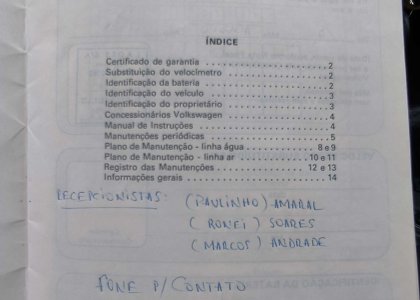 ÍNDICE
Certificado de garantia .................... 2
Substituição do velocímetro .................... 2
Identificação da bateria .................... 2
Identificação do veículo .................... 3
Identificação do proprietário .................... 3
Concessionários Volkswagen .................... 4
Manual de Instruções .................... 4
Manutenções periódicas .................... 5
Plano de Manutenção - linha água .................... 8 e 9
Plano de Manutenção - linha ar .................... 10 e 11
Registro das Manutenções .................... 12 e 13
Informações gerais .................... 14
RECEPCIONISTAS: (PAULINHO) AMARAL
(RONEI) SOARES
(MARCOS) ANDRADE
FONE P/ CONTATO